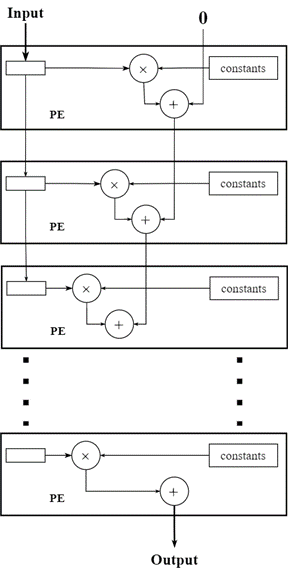 Input
0
×
constants
+
PE
×
constants
+
PE
×
constants
+
PE
×
constants
+
PE
Output